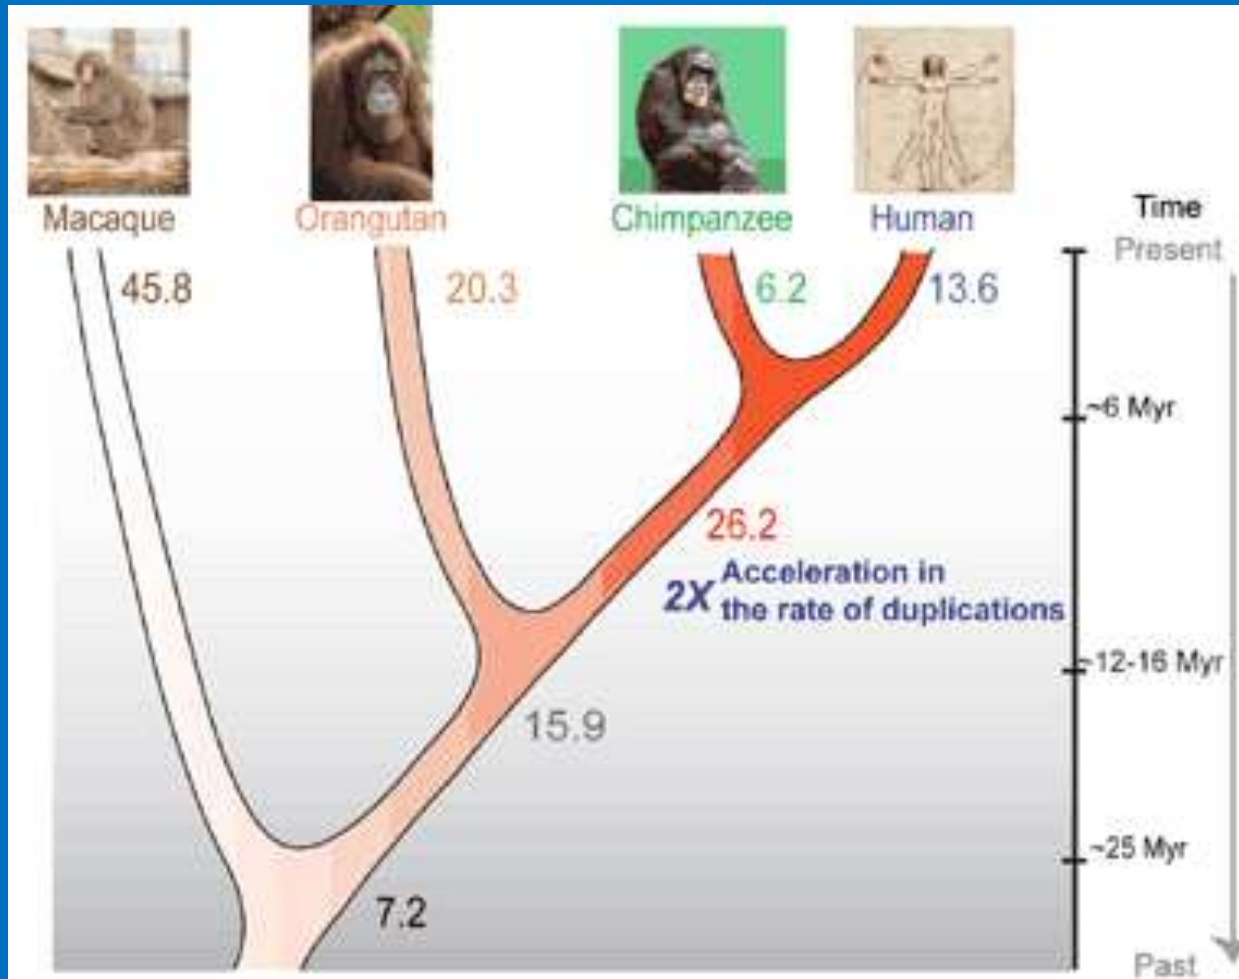 Macaque
Orangutan
Chimpanzee
Human
Time
Present
45.8
20.3
6.2
13.6
~6 Myr
26.2
2X Acceleration in
the rate of duplications
~12-16 Myr
15.9
~25 Myr
7.2
Past